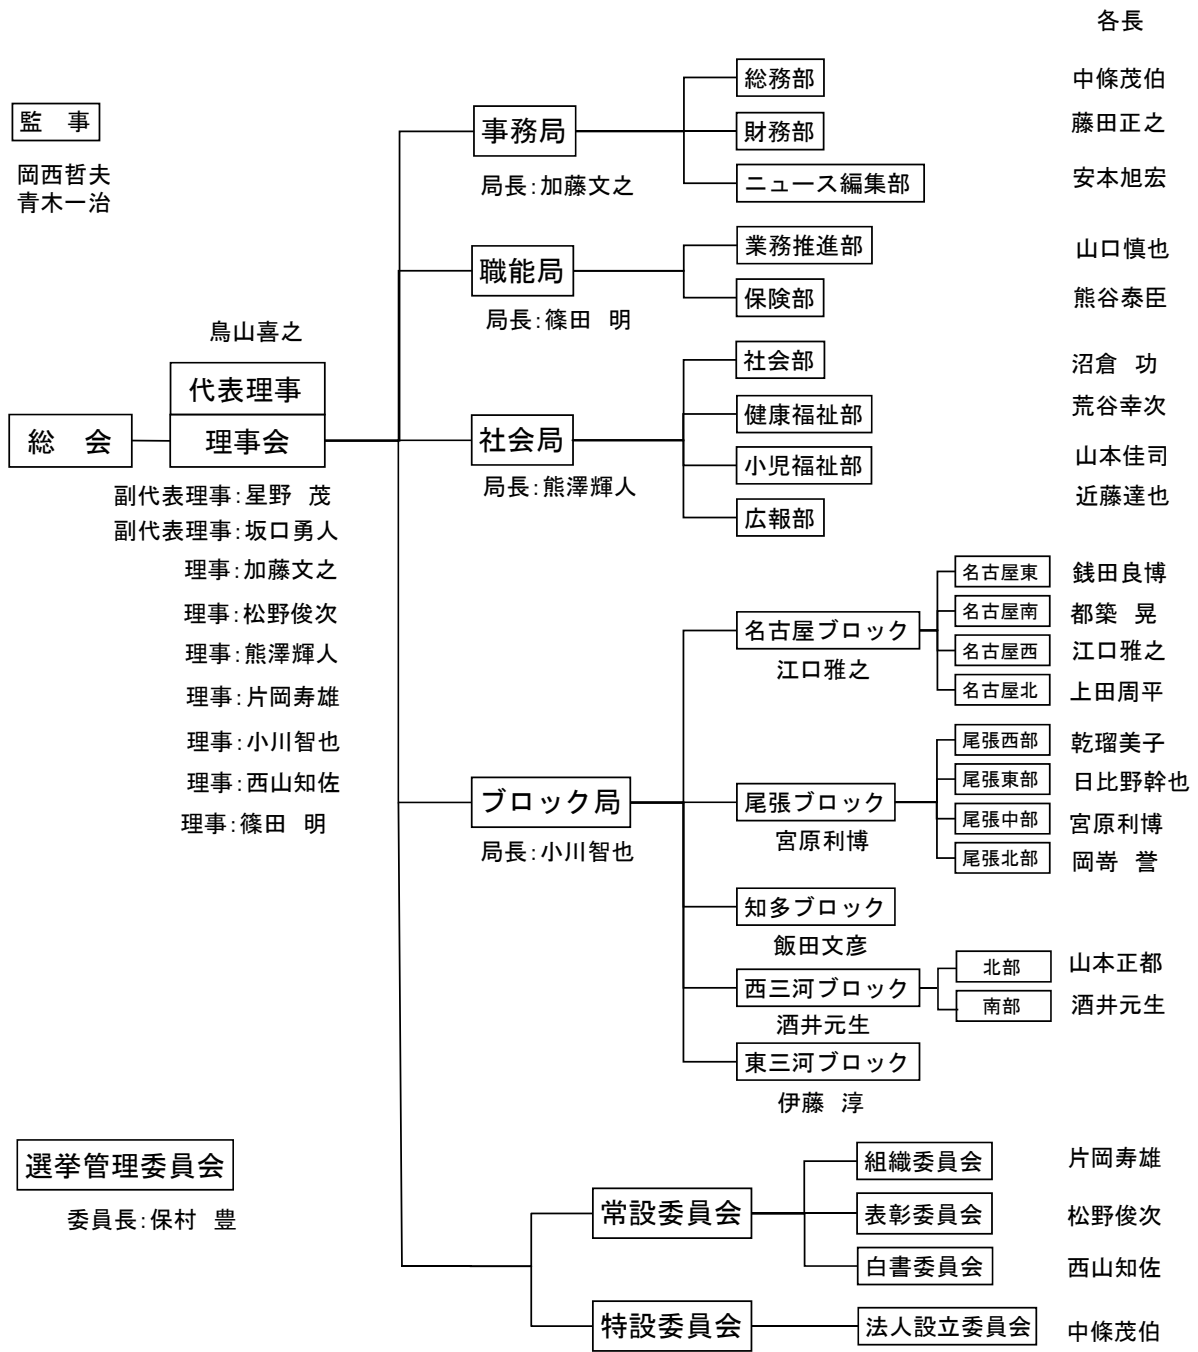 各長
総務部 中條茂伯
監　事
事務局
財務部 藤田正之
岡西哲夫
青木一治
局長：加藤文之
ニュース編集部 安本旭宏
業務推進部 山口慎也
職能局
保険部 熊谷泰臣
局長：篠田　明
鳥山喜之
代表理事
社会部 沼倉　功
健康福祉部 荒谷幸次
総　会
理事会
社会局
小児福祉部 山本佳司
局長：熊澤輝人
広報部 近藤達也
副代表理事：星野　茂
副代表理事：坂口勇人
理事：加藤文之
理事：松野俊次
理事：熊澤輝人
理事：片岡寿雄
理事：小川智也
理事：西山知佐
理事：篠田　明
名古屋東 銭田良博
名古屋ブロック
名古屋南 都築　晃
江口雅之
名古屋西 江口雅之
名古屋北 上田周平
尾張西部 乾瑠美子
ブロック局
尾張ブロック
尾張東部 日比野幹也
局長：小川智也
宮原利博
尾張中部 宮原利博
尾張北部 岡嵜　誉
知多ブロック
飯田文彦
北部 山本正都
西三河ブロック
南部 酒井元生
酒井元生
東三河ブロック
伊藤　淳
選挙管理委員会
委員長：保村　豊
組織委員会 片岡寿雄
常設委員会
表彰委員会 松野俊次
白書委員会 西山知佐
特設委員会
法人設立委員会 中條茂伯